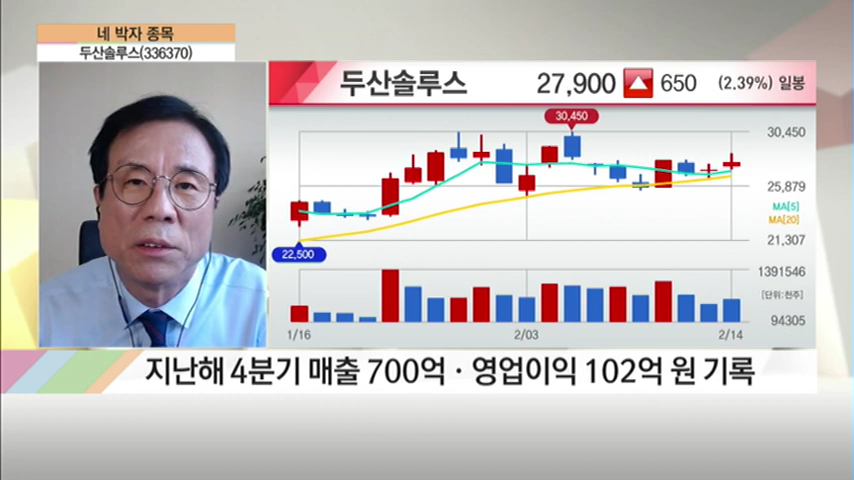 네 박자 종목
두산솔루스(336370)
두산솔루스 27,900 650 (2.39%) 일봉
30,450
30,450
25,879
MA[5]
MA[20]
21,307
22,500
1391546
[단위:천주]
94305
1/16 2/03 2/14
지난해 4분기 매출 700억·영업이익 102억 원 기록